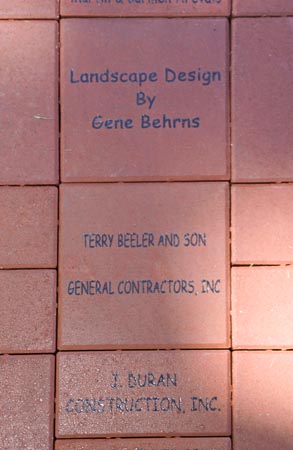 Landscape Design
By
Gene Behrns
TERRY BEELER AND SON
GENERAL CONTRACTORS, INC
J. DURAN
CONSTRUCTION, INC.